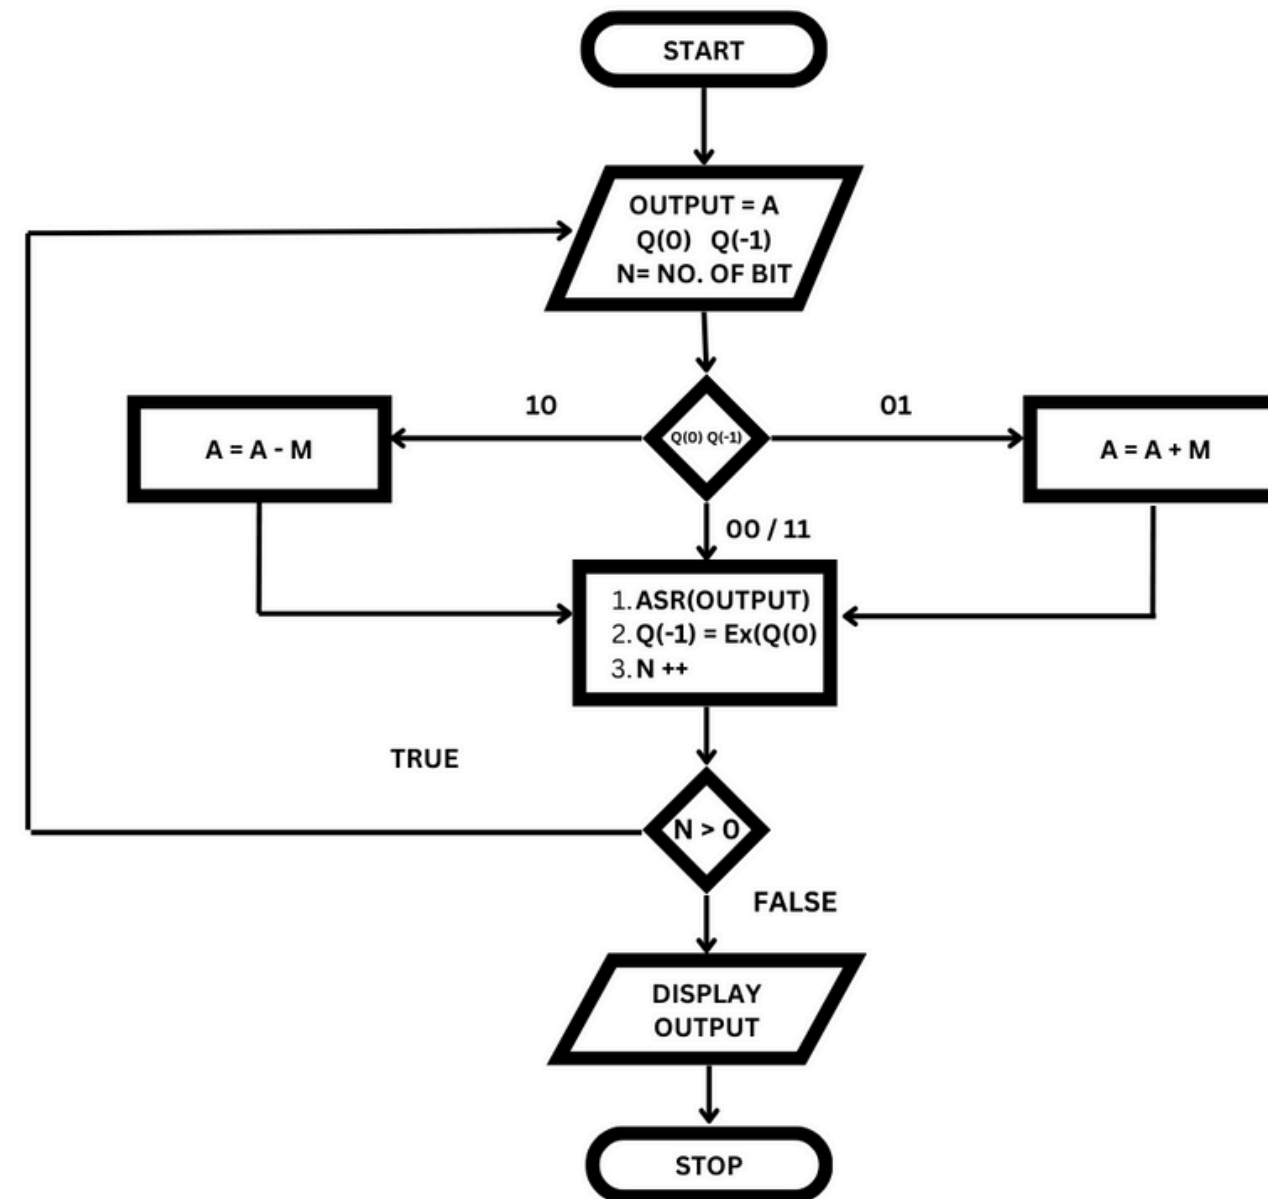 START
OUTPUT = A
Q(0) Q(-1)
N= NO. OF BIT
10
01
A = A - M
Q(0) Q(-1)
A = A + M
00 / 11
1. ASR(OUTPUT)
2. Q(-1) = Ex(Q(0)
3. N ++
TRUE
N > 0
FALSE
DISPLAY
OUTPUT
STOP